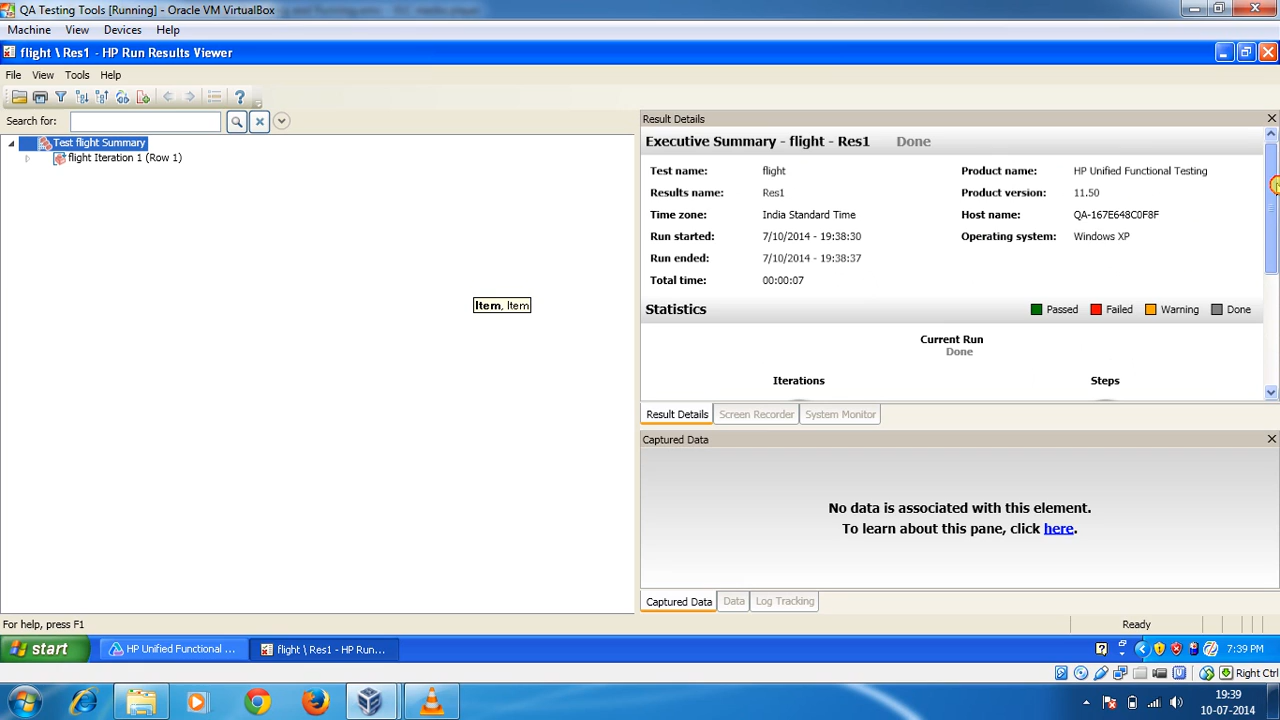 QA Testing Tools [Running] - Oracle VM VirtualBox
Machine View Devices Help
flight \ Res1 - HP Run Results Viewer
File View Tools Help
Search for:
Test flight Summary
flight Iteration 1 (Row 1)
Item, Item
Result Details
Executive Summary - flight - Res1 Done
Test name: flight Product name: HP Unified Functional Testing
Results name: Res1 Product version: 11.50
Time zone: India Standard Time Host name: QA-167E648C0F8F
Run started: 7/10/2014 - 19:38:30 Operating system: Windows XP
Run ended: 7/10/2014 - 19:38:37
Total time: 00:00:07
Statistics Passed Failed Warning Done
Current Run
Done
Iterations Steps
Result Details Screen Recorder System Monitor
Captured Data
No data is associated with this element.
To learn about this pane, click here.
Captured Data Data Log Tracking
For help, press F1 Ready
start HP Unified Functional ... flight \ Res1 - HP Run... 7:39 PM
Right Ctrl
19:39
10-07-2014